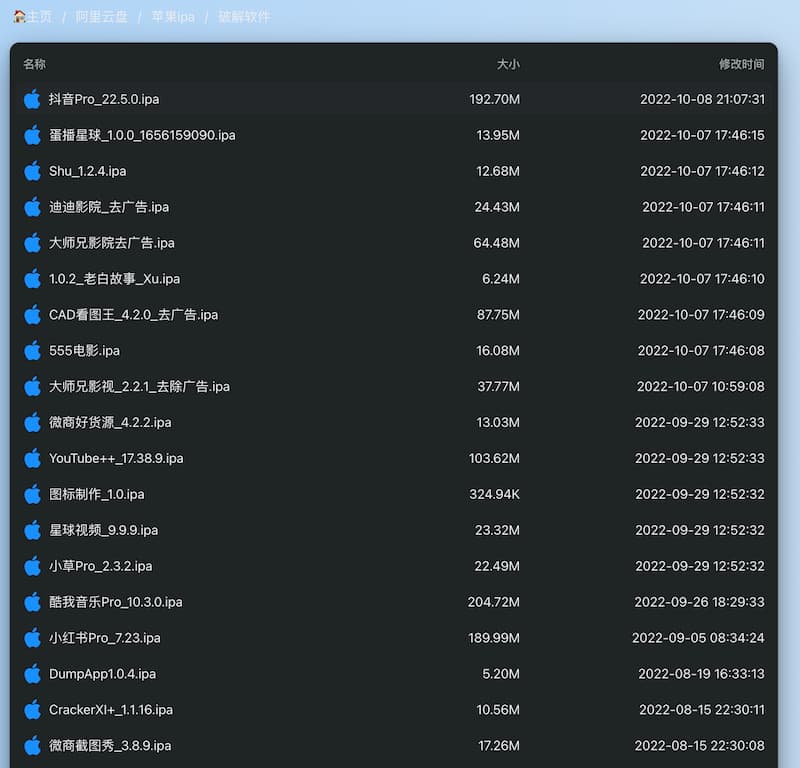 主页 / 阿里云盘 / 苹果ipa / 破解软件
名称 大小 修改时间
抖音Pro_22.5.0.ipa 192.70M 2022-10-08 21:07:31
蛋播星球_1.0.0_1656159090.ipa 13.95M 2022-10-07 17:46:15
Shu_1.2.4.ipa 12.68M 2022-10-07 17:46:12
迪迪影院_去广告.ipa 24.43M 2022-10-07 17:46:11
大师兄影院去广告.ipa 64.48M 2022-10-07 17:46:11
1.0.2_老白故事_Xu.ipa 6.24M 2022-10-07 17:46:10
CAD看图王_4.2.0_去广告.ipa 87.75M 2022-10-07 17:46:09
555电影.ipa 16.08M 2022-10-07 17:46:08
大师兄影视_2.2.1_去除广告.ipa 37.77M 2022-10-07 10:59:08
微商好货源_4.2.2.ipa 13.03M 2022-09-29 12:52:33
YouTube++_17.38.9.ipa 103.62M 2022-09-29 12:52:33
图标制作_1.0.ipa 324.94K 2022-09-29 12:52:32
星球视频_9.9.9.ipa 23.32M 2022-09-29 12:52:32
小草Pro_2.3.2.ipa 22.49M 2022-09-29 12:52:32
酷我音乐Pro_10.3.0.ipa 204.72M 2022-09-26 18:29:33
小红书Pro_7.23.ipa 189.99M 2022-09-05 08:34:24
DumpApp1.0.4.ipa 5.20M 2022-08-19 16:33:13
CrackerXI+_1.1.16.ipa 10.56M 2022-08-15 22:30:11
微商截图秀_3.8.9.ipa 17.26M 2022-08-15 22:30:08